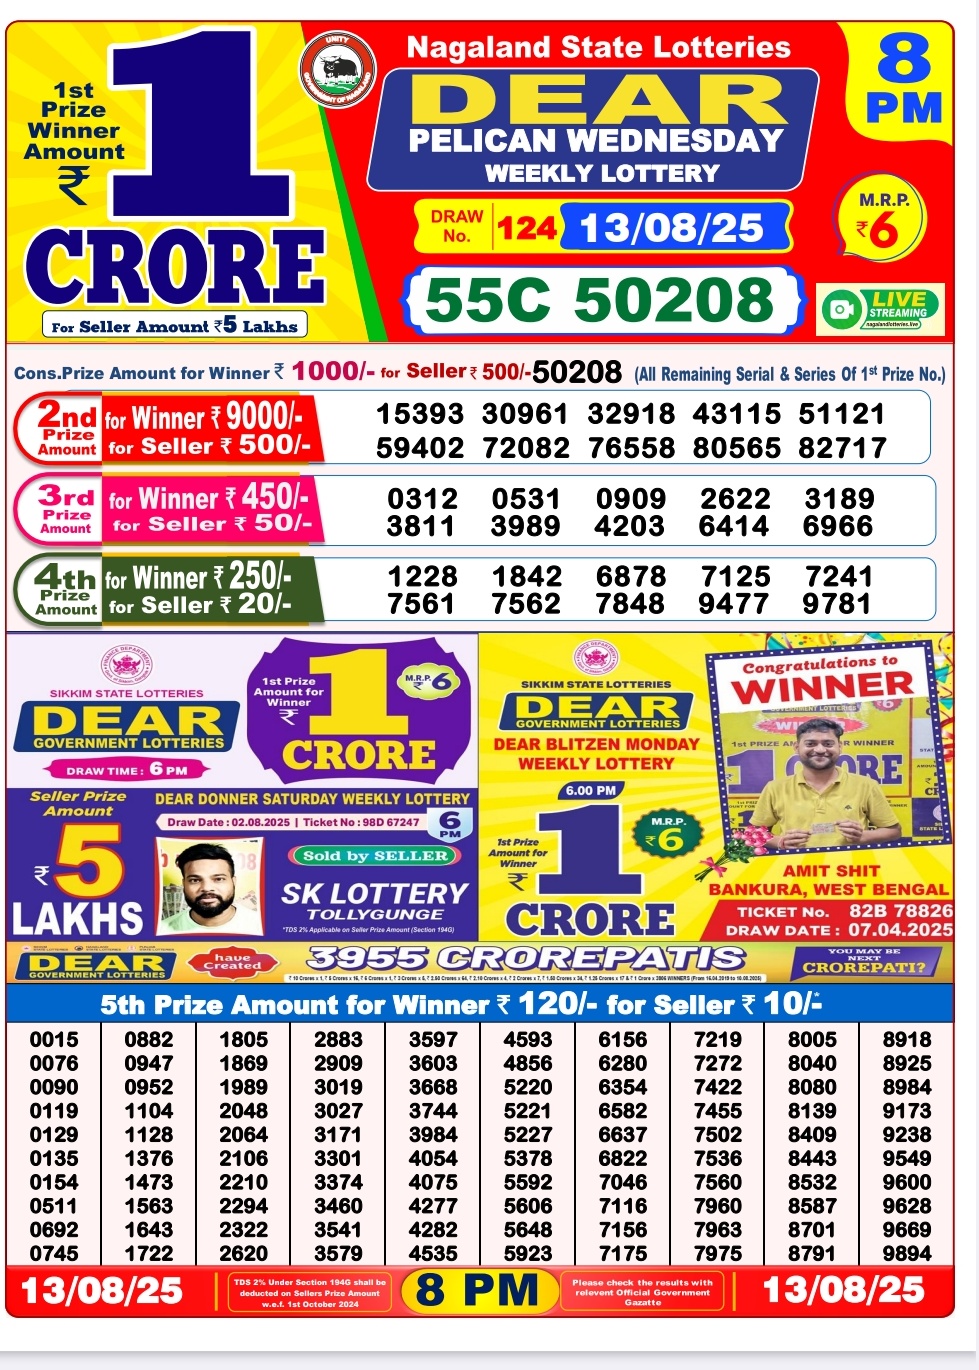 1st
Prize
Winner
Amount
₹
1
CRORE
For Seller Amount ₹5 Lakhs
UNITY
Nagaland State Lotteries
DEAR
PELICAN WEDNESDAY
WEEKLY LOTTERY
8
PM
DRAW
No. 124 13/08/25
M.R.P.
₹6
55C 50208
LIVE
STREAMING
nagalandlotteries.live
Cons.Prize Amount for Winner ₹ 1000/- for Seller ₹ 500/- 50208 (All Remaining Serial & Series Of 1st Prize No.)
2nd Prize Amount for Winner ₹ 9000/- for Seller ₹ 500/-
15393 30961 32918 43115 51121
59402 72082 76558 80565 82717
3rd Prize Amount for Winner ₹ 450/- for Seller ₹ 50/-
0312 0531 0909 2622 3189
3811 3989 4203 6414 6966
4th Prize Amount for Winner ₹ 250/- for Seller ₹ 20/-
1228 1842 6878 7125 7241
7561 7562 7848 9477 9781
SIKKIM STATE LOTTERIES
DEAR
GOVERNMENT LOTTERIES
DRAW TIME : 6 PM
1st Prize
Amount for
Winner
₹
1
CRORE
M.R.P.
₹ 6
Seller Prize
Amount
₹5
LAKHS
DEAR DONNER SATURDAY WEEKLY LOTTERY
Draw Date : 02.08.2025 | Ticket No : 98D 67247
6
PM
Sold by SELLER
SK LOTTERY
TOLLYGUNGE
*TDS 2% Applicable on Seller Prize Amount (Section 194G)
SIKKIM STATE LOTTERIES
DEAR
GOVERNMENT LOTTERIES
DEAR BLITZEN MONDAY
WEEKLY LOTTERY
6.00 PM
1st Prize
Amount for
Winner
₹
1
CRORE
M.R.P.
₹6
Congratulations to
WINNER
AMIT SHIT
BANKURA, WEST BENGAL
TICKET No. 82B 78826
DRAW DATE : 07.04.2025
DEAR
GOVERNMENT LOTTERIES
have
Created
3955 CROREPATIS
YOU MAY BE
NEXT
CROREPATI?
5th Prize Amount for Winner ₹ 120/- for Seller ₹ 10/-*
0015 0882 1805 2883 3597 4593 6156 7219 8005 8918
0076 0947 1869 2909 3603 4856 6280 7272 8040 8925
0090 0952 1989 3019 3668 5220 6354 7422 8080 8984
0119 1104 2048 3027 3744 5221 6582 7455 8139 9173
0129 1128 2064 3171 3984 5227 6637 7502 8409 9238
0135 1376 2106 3301 4054 5378 6822 7536 8443 9549
0154 1473 2210 3374 4075 5592 7046 7560 8532 9600
0511 1563 2294 3460 4277 5606 7116 7960 8587 9628
0692 1643 2322 3541 4282 5648 7156 7963 8701 9669
0745 1722 2620 3579 4535 5923 7175 7975 8791 9894
13/08/25
TDS 2% Under Section 194G shall be
deducted on Sellers Prize Amount
w.e.f. 1st October 2024
8 PM
Please check the results with
relevent Official Government
Gazatte
13/08/25